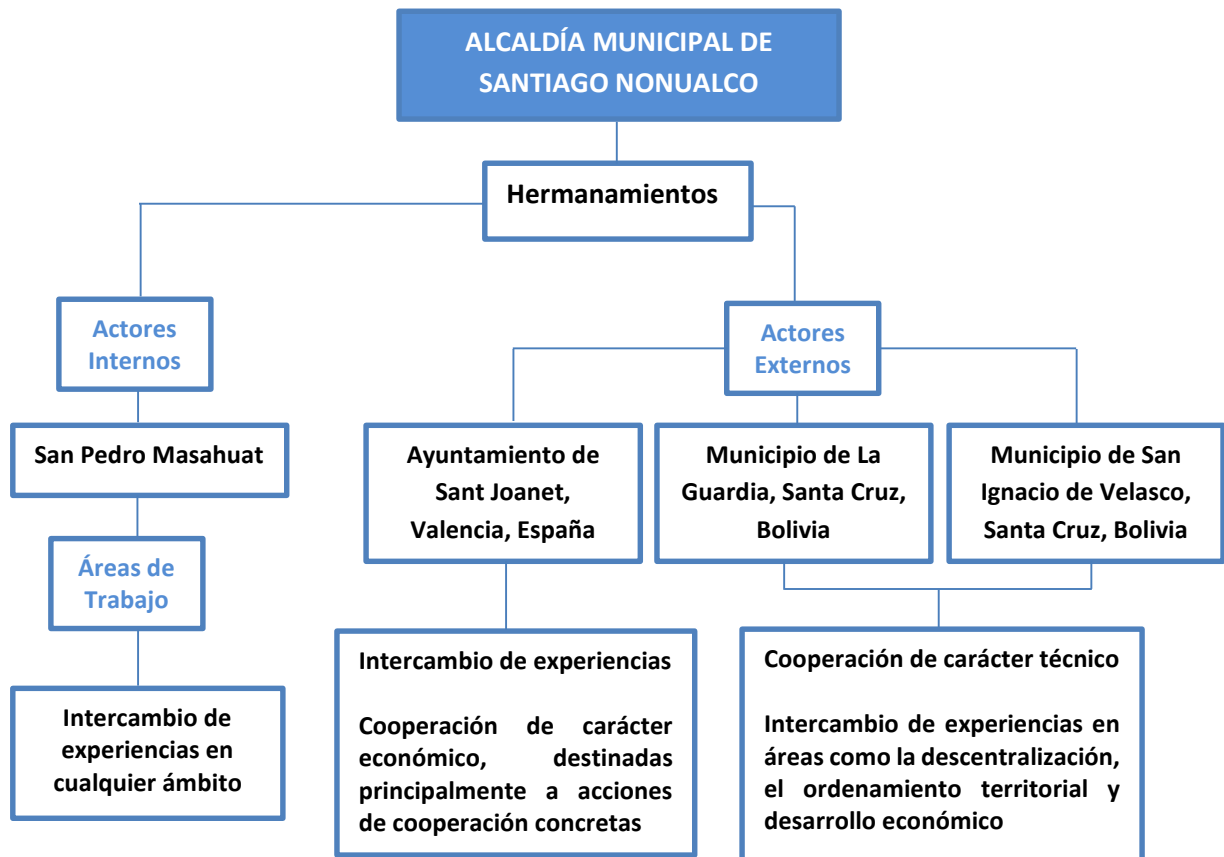 ALCALDÍA MUNICIPAL DE
SANTIAGO NONUALCO
Hermanamientos
Actores
Internos
Actores
Externos
San Pedro Masahuat
Ayuntamiento de
Sant Joanet,
Valencia, España
Municipio de La
Guardia, Santa Cruz,
Bolivia
Municipio de San
Ignacio de Velasco,
Santa Cruz, Bolivia
Áreas de
Trabajo
Intercambio de
experiencias en
cualquier ámbito
Intercambio de experiencias
Cooperación de carácter
económico, destinadas
principalmente a acciones
de cooperación concretas
Cooperación de carácter técnico
Intercambio de experiencias en
áreas como la descentralización,
el ordenamiento territorial y
desarrollo económico